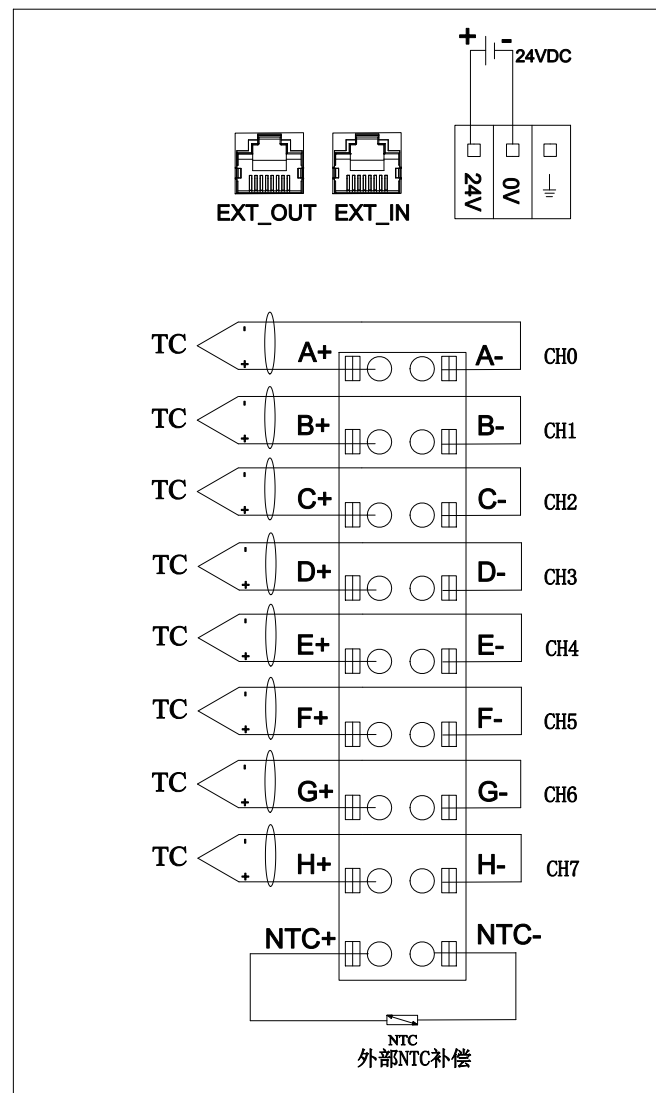 + -
24VDC
24V 0V
EXT_OUT EXT_IN
TC - + A+ A- CH0
TC - + B+ B- CH1
TC - + C+ C- CH2
TC - + D+ D- CH3
TC - + E+ E- CH4
TC - + F+ F- CH5
TC - + G+ G- CH6
TC - + H+ H- CH7
NTC+ NTC-
NTC
外部NTC补偿